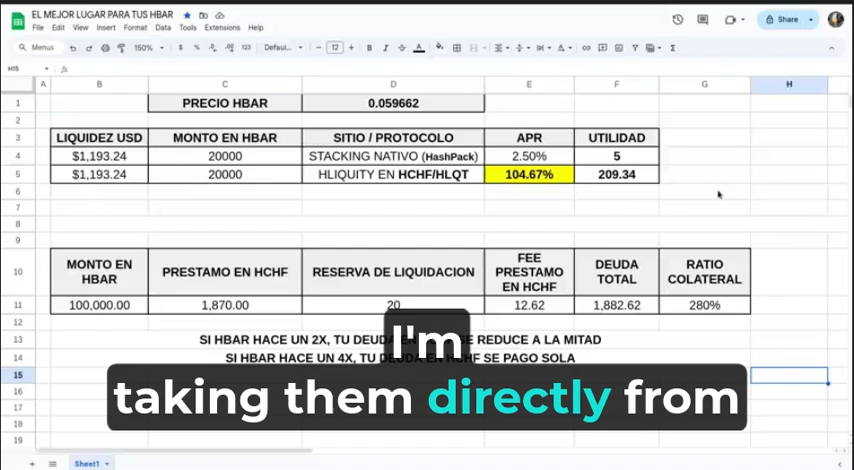 EL MEJOR LUGAR PARA TUS HBAR
File Edit View Insert Format Data Tools Extensions Help
Share
Menus 150% $ % .0 .00 123 Defaul... 12 B I A
H15 fx
A B C D E F G H
1 PRECIO HBAR 0.059662
2
3 LIQUIDEZ USD MONTO EN HBAR SITIO / PROTOCOLO APR UTILIDAD
4 $1,193.24 20000 STACKING NATIVO (HashPack) 2.50% 5
5 $1,193.24 20000 HLIQUITY EN HCHF/HLQT 104.67% 209.34
6
7
8
9
10 MONTO EN HBAR PRESTAMO EN HCHF RESERVA DE LIQUIDACION FEE PRESTAMO EN HCHF DEUDA TOTAL RATIO COLATERAL
11 100,000.00 1,870.00 20 12.62 1,882.62 280%
12
13 SI HBAR HACE UN 2X, TU DEUDA SE REDUCE A LA MITAD
14 SI HBAR HACE UN 4X, TU DEUDA EN HCHF SE PAGO SOLA
15
16
17
18
19
I'm
taking them directly from
Sheet1